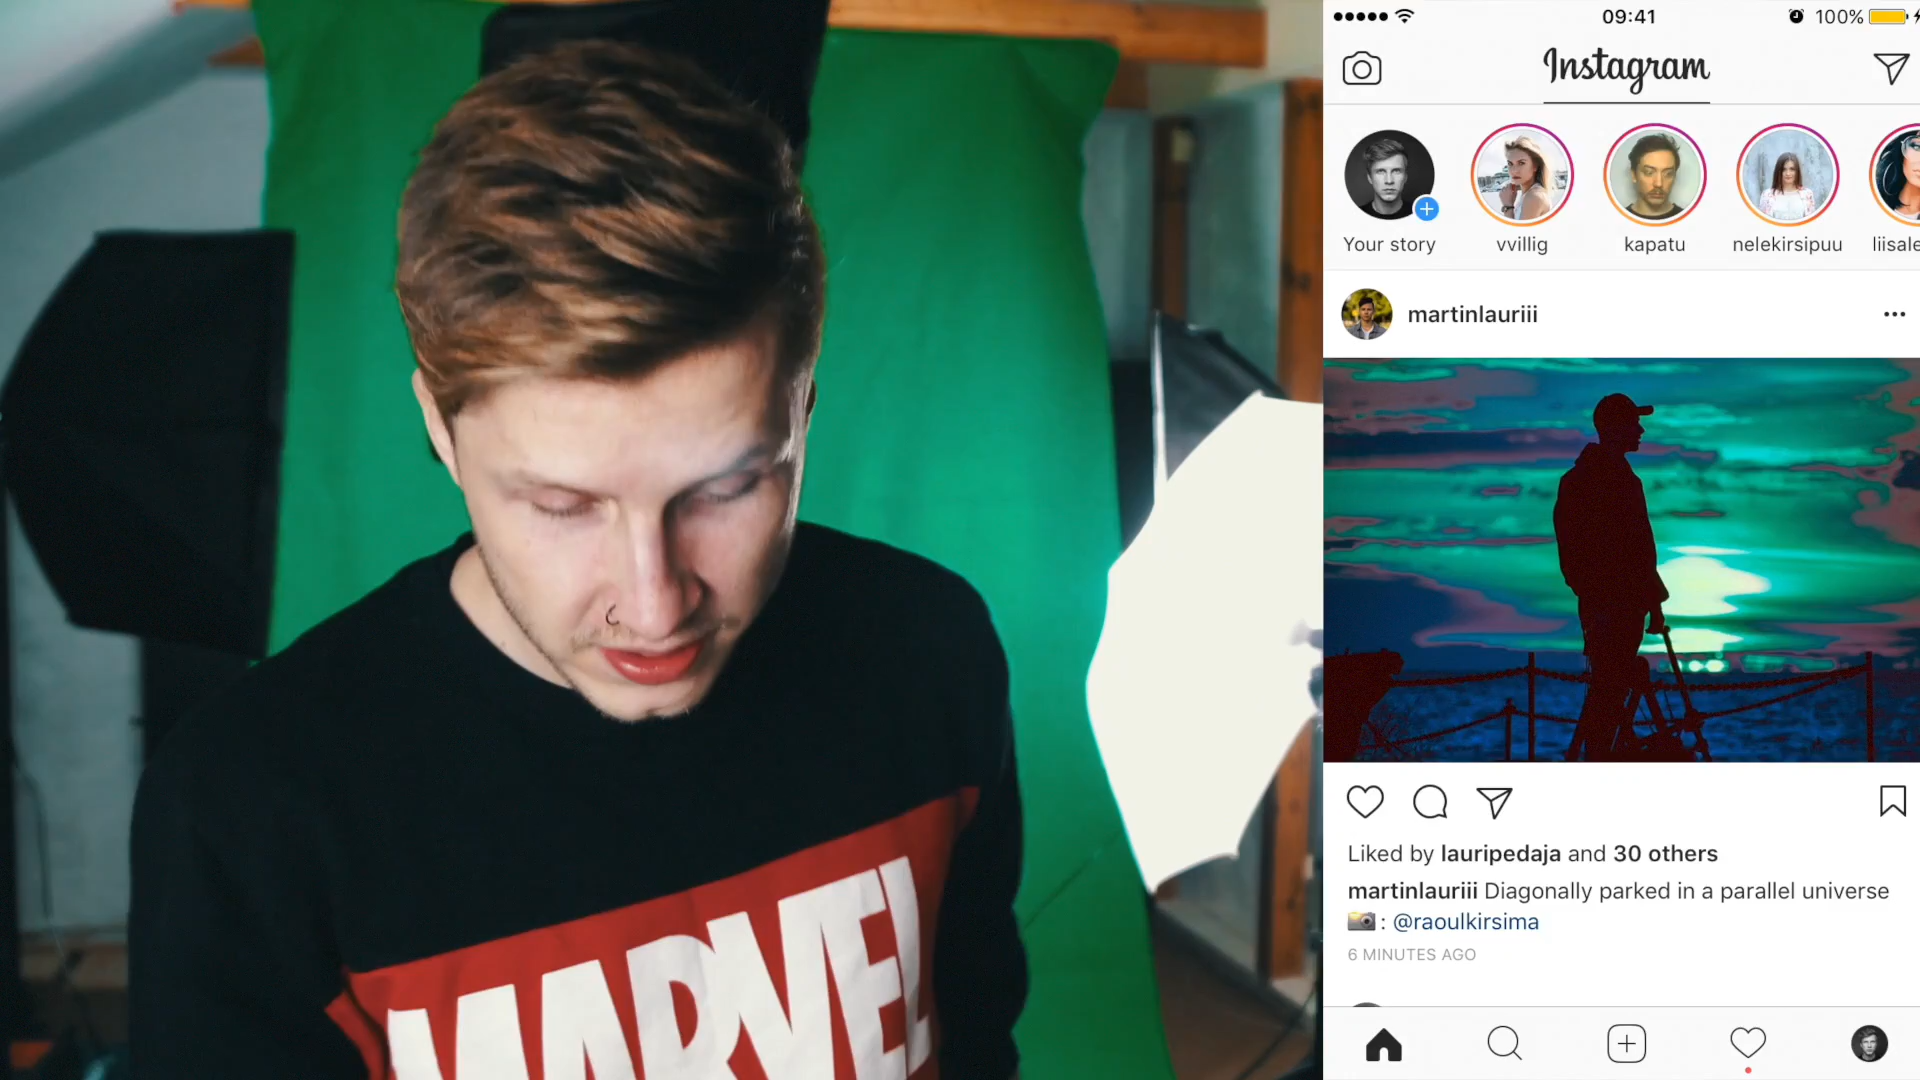 09:41
100%
Instagram
Your story
vvillig
kapatu
nelekirsipuu
liisale
martinlauriii
Liked by lauripedaja and 30 others
martinlauriii Diagonally parked in a parallel universe
: @raoulkirsima
6 MINUTES AGO
MARVEL